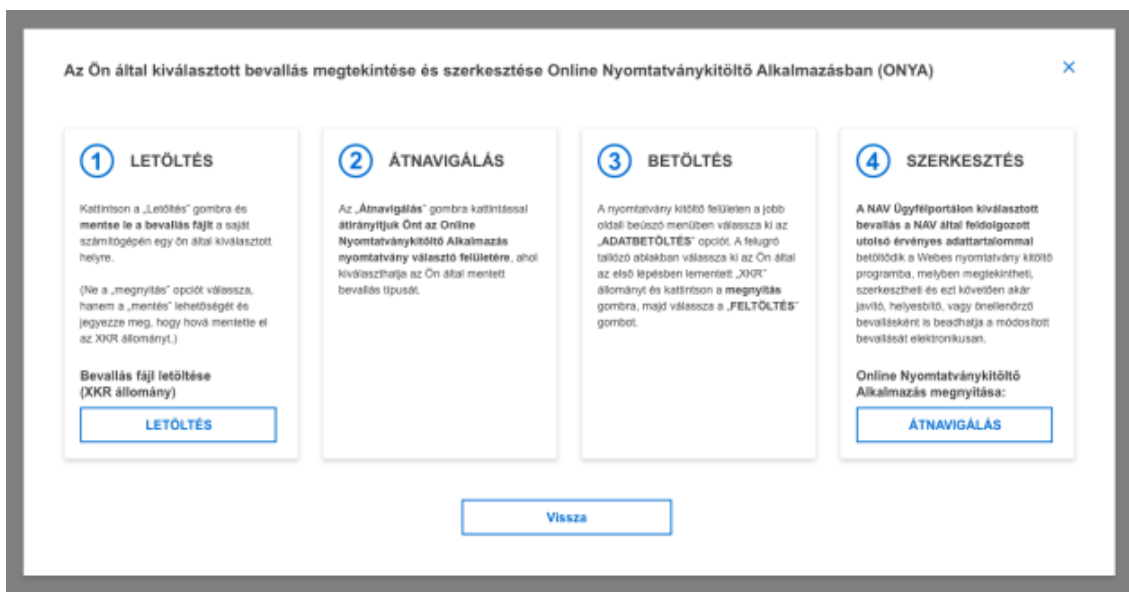 Az Ön által kiválasztott bevallás megtekintése és szerkesztése Online Nyomtatványkitöltő Alkalmazásban (ONYA)
×
1 LETÖLTÉS
Kattintson a „Letöltés” gombra és
mentse le a bevallás fájlt a saját
számítógépén egy ön által kiválasztott
helyre.
(Ne a „megnyitás” opciót válassza,
hanem a „mentés” lehetőségét és
jegyezze meg, hogy hová mentette el
az XKR állományt.)
Bevallás fájl letöltése
(XKR állomány)
LETÖLTÉS
2 ÁTNAVIGÁLÁS
Az „Átnavigálás” gombra kattintással
átirányítjuk Önt az Online
Nyomtatványkitöltő Alkalmazás
nyomtatvány választó felületére, ahol
kiválaszthatja az Ön által mentett
bevallás típusát.
3 BETÖLTÉS
A nyomtatvány kitöltő felületen a jobb
oldali beúszó menüben válassza ki az
„ADATBETÖLTÉS” opciót. A felugró
tallózó ablakban válassza ki az Ön által
az első lépésben lementett „XKR”
állományt és kattintson a megnyitás
gombra, majd válassza a „FELTÖLTÉS”
gombot.
4 SZERKESZTÉS
A NAV Ügyfélportálon kiválasztott
bevallás a NAV által feldolgozott
utolsó érvényes adattartalommal
betöltődik a Webes nyomtatvány kitöltő
programba, melyben megtekintheti,
szerkesztheti és ezt követően akár
javító, helyesbítő, vagy önellenőrző
bevallásként is beadhatja a módosított
bevallását elektronikusan.
Online Nyomtatványkitöltő
Alkalmazás megnyitása:
ÁTNAVIGÁLÁS
Vissza